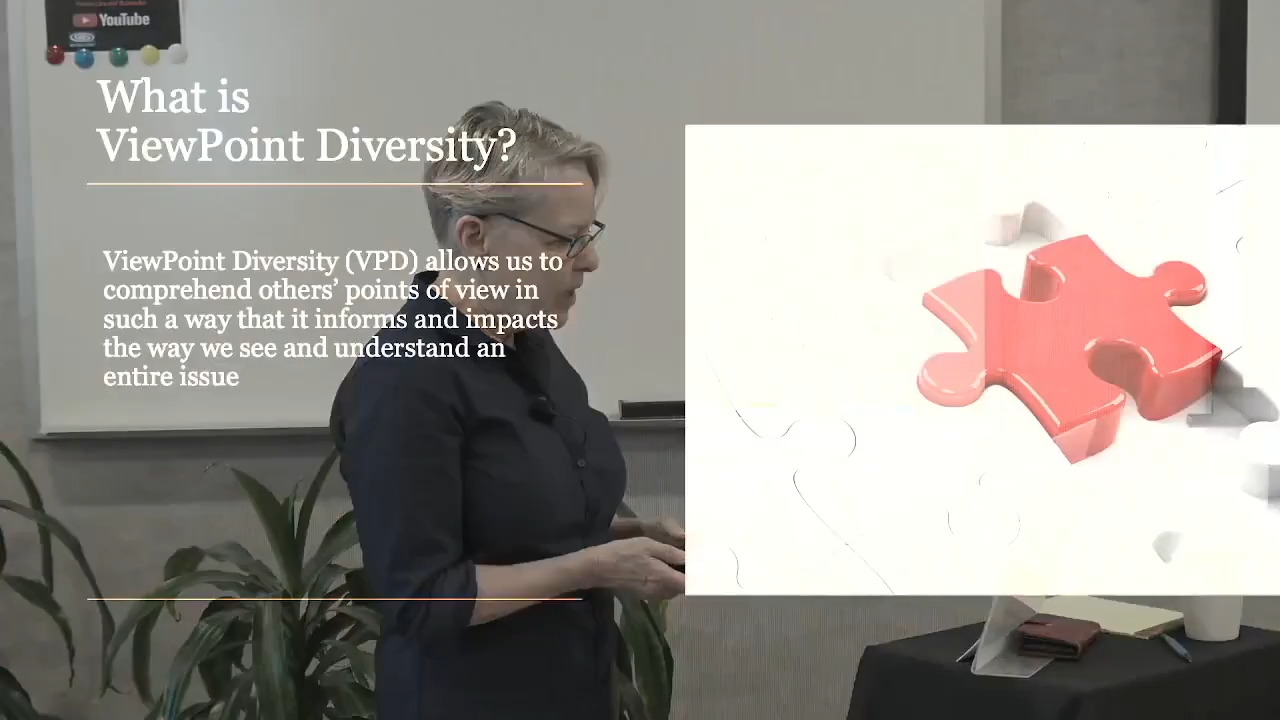 YouTube
What is
ViewPoint Diversity?
ViewPoint Diversity (VPD) allows us to
comprehend others’ points of view in
such a way that it informs and impacts
the way we see and understand an
entire issue